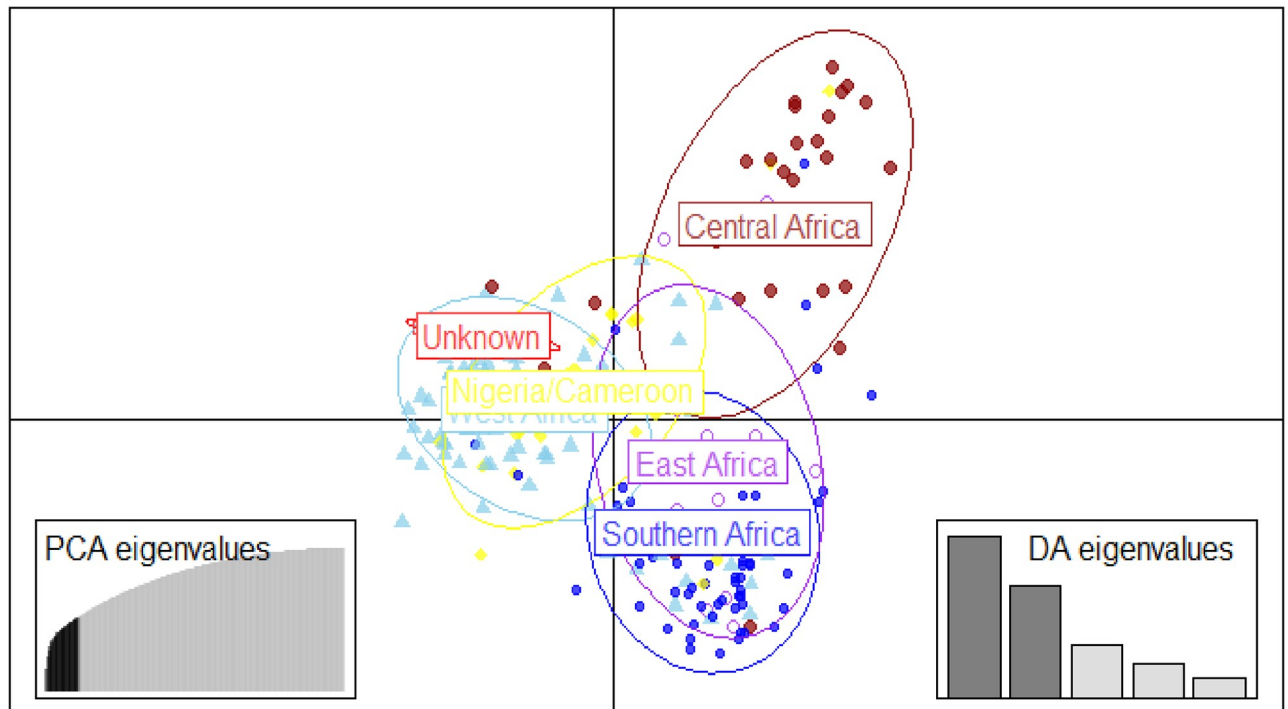 Central Africa
Unknown
Nigeria/Cameroon
West Africa
East Africa
Southern Africa
PCA eigenvalues
DA eigenvalues